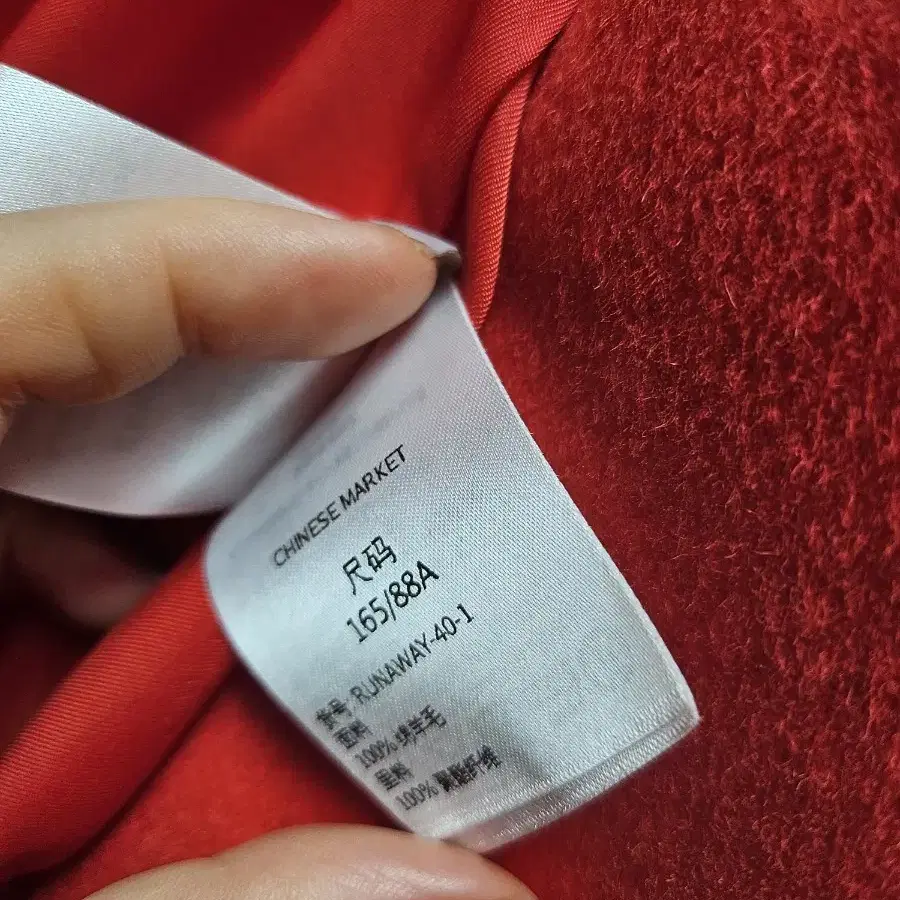 CHINESE MARKET
尺码
165/88A
货号: RUNAWAY-40-1
面料
100% 绵羊毛
里料
100% 聚酯纤维